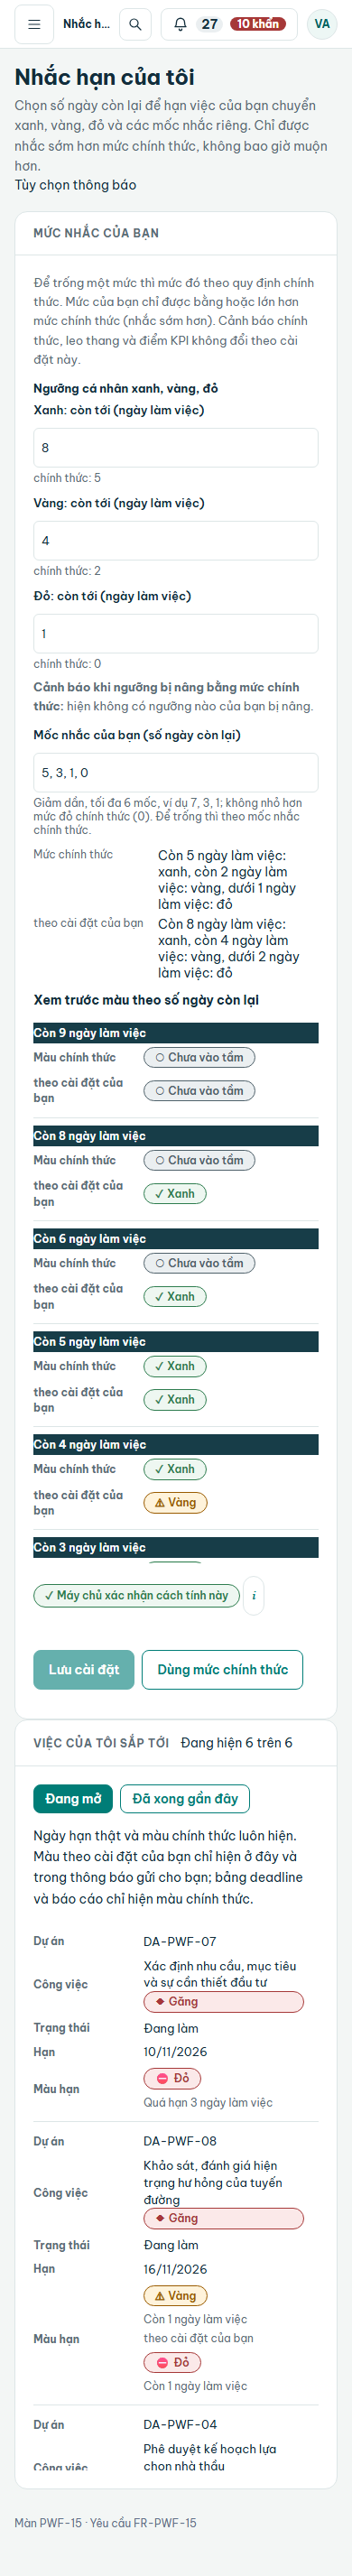 Nhắc h...
27
10 khẩn
VA
Nhắc hạn của tôi
Chọn số ngày còn lại để hạn việc của bạn chuyển
xanh, vàng, đỏ và các mốc nhắc riêng. Chỉ được
nhắc sớm hơn mức chính thức, không bao giờ muộn
hơn.
Tùy chọn thông báo
MỨC NHẮC CỦA BẠN
Để trống một mức thì mức đó theo quy định chính
thức. Mức của bạn chỉ được bằng hoặc lớn hơn
mức chính thức (nhắc sớm hơn). Cảnh báo chính
thức, leo thang và điểm KPI không đổi theo cài
đặt này.
Ngưỡng cá nhân xanh, vàng, đỏ
Xanh: còn tới (ngày làm việc)
8
chính thức: 5
Vàng: còn tới (ngày làm việc)
4
chính thức: 2
Đỏ: còn tới (ngày làm việc)
1
chính thức: 0
Cảnh báo khi ngưỡng bị nâng bằng mức chính
thức: hiện không có ngưỡng nào của bạn bị nâng.
Mốc nhắc của bạn (số ngày còn lại)
5, 3, 1, 0
Giảm dần, tối đa 6 mốc, ví dụ 7, 3, 1; không nhỏ hơn
mức đỏ chính thức (0). Để trống thì theo mốc nhắc
chính thức.
Mức chính thức
Còn 5 ngày làm việc:
xanh, còn 2 ngày làm
việc: vàng, dưới 1 ngày
làm việc: đỏ
theo cài đặt của bạn
Còn 8 ngày làm việc:
xanh, còn 4 ngày làm
việc: vàng, dưới 2 ngày
làm việc: đỏ
Xem trước màu theo số ngày còn lại
Còn 9 ngày làm việc
Màu chính thức
Chưa vào tầm
theo cài đặt của
bạn
Chưa vào tầm
Còn 8 ngày làm việc
Màu chính thức
Chưa vào tầm
theo cài đặt của
bạn
Xanh
Còn 6 ngày làm việc
Màu chính thức
Chưa vào tầm
theo cài đặt của
bạn
Xanh
Còn 5 ngày làm việc
Màu chính thức
Xanh
theo cài đặt của
bạn
Xanh
Còn 4 ngày làm việc
Màu chính thức
Xanh
theo cài đặt của
bạn
Vàng
Còn 3 ngày làm việc
Máy chủ xác nhận cách tính này
i
Lưu cài đặt
Dùng mức chính thức
VIỆC CỦA TÔI SẮP TỚI
Đang hiện 6 trên 6
Đang mở
Đã xong gần đây
Ngày hạn thật và màu chính thức luôn hiện.
Màu theo cài đặt của bạn chỉ hiện ở đây và
trong thông báo gửi cho bạn; bảng deadline
và báo cáo chỉ hiện màu chính thức.
Dự án
DA-PWF-07
Công việc
Xác định nhu cầu, mục tiêu
và sự cần thiết đầu tư
Găng
Trạng thái
Đang làm
Hạn
10/11/2026
Màu hạn
Đỏ
Quá hạn 3 ngày làm việc
Dự án
DA-PWF-08
Công việc
Khảo sát, đánh giá hiện
trạng hư hỏng của tuyến
đường
Găng
Trạng thái
Đang làm
Hạn
16/11/2026
Màu hạn
Vàng
Còn 1 ngày làm việc
theo cài đặt của bạn
Đỏ
Còn 1 ngày làm việc
Dự án
DA-PWF-04
Công việc
Phê duyệt kế hoạch lựa
chọn nhà thầu
Màn PWF-15 · Yêu cầu FR-PWF-15